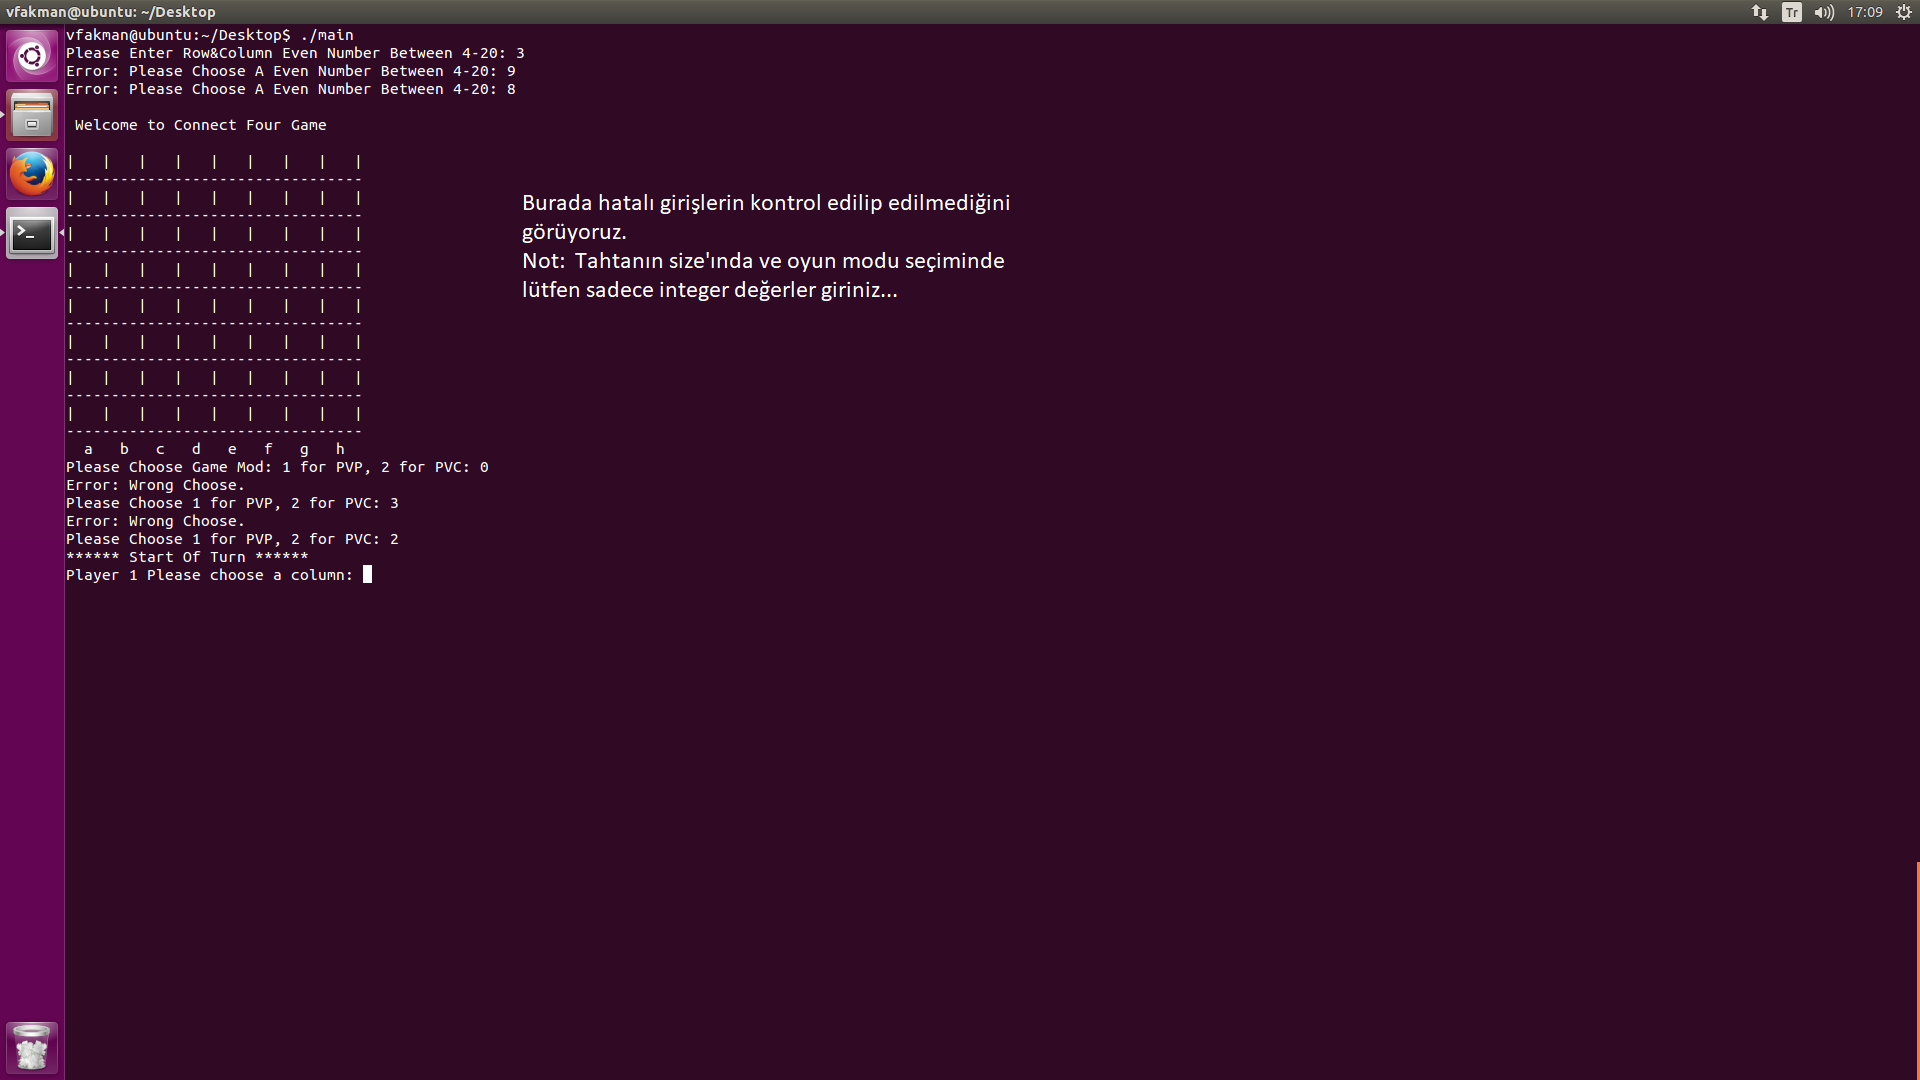 vfakman@ubuntu: ~/Desktop
Tr
17:09
vfakman@ubuntu:~/Desktop$ ./main
Please Enter Row&Column Even Number Between 4-20: 3
Error: Please Choose A Even Number Between 4-20: 9
Error: Please Choose A Even Number Between 4-20: 8
Welcome to Connect Four Game
|   |   |   |   |   |   |   |   |
---------------------------------
|   |   |   |   |   |   |   |   |
---------------------------------
|   |   |   |   |   |   |   |   |
---------------------------------
|   |   |   |   |   |   |   |   |
---------------------------------
|   |   |   |   |   |   |   |   |
---------------------------------
|   |   |   |   |   |   |   |   |
---------------------------------
|   |   |   |   |   |   |   |   |
---------------------------------
|   |   |   |   |   |   |   |   |
---------------------------------
  a   b   c   d   e   f   g   h
Please Choose Game Mod: 1 for PVP, 2 for PVC: 0
Error: Wrong Choose.
Please Choose 1 for PVP, 2 for PVC: 3
Error: Wrong Choose.
Please Choose 1 for PVP, 2 for PVC: 2
****** Start Of Turn ******
Player 1 Please choose a column:
Burada hatalı girişlerin kontrol edilip edilmediğini
görüyoruz.
Not: Tahtanın size'ında ve oyun modu seçiminde
lütfen sadece integer değerler giriniz...